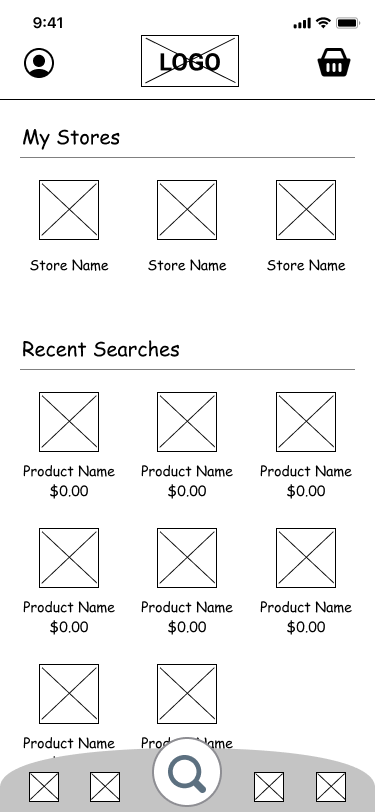 9:41
LOGO
My Stores
Store Name Store Name Store Name
Recent Searches
Product Name Product Name Product Name
$0.00 $0.00 $0.00
Product Name Product Name Product Name
$0.00 $0.00 $0.00
Product Name Product Name